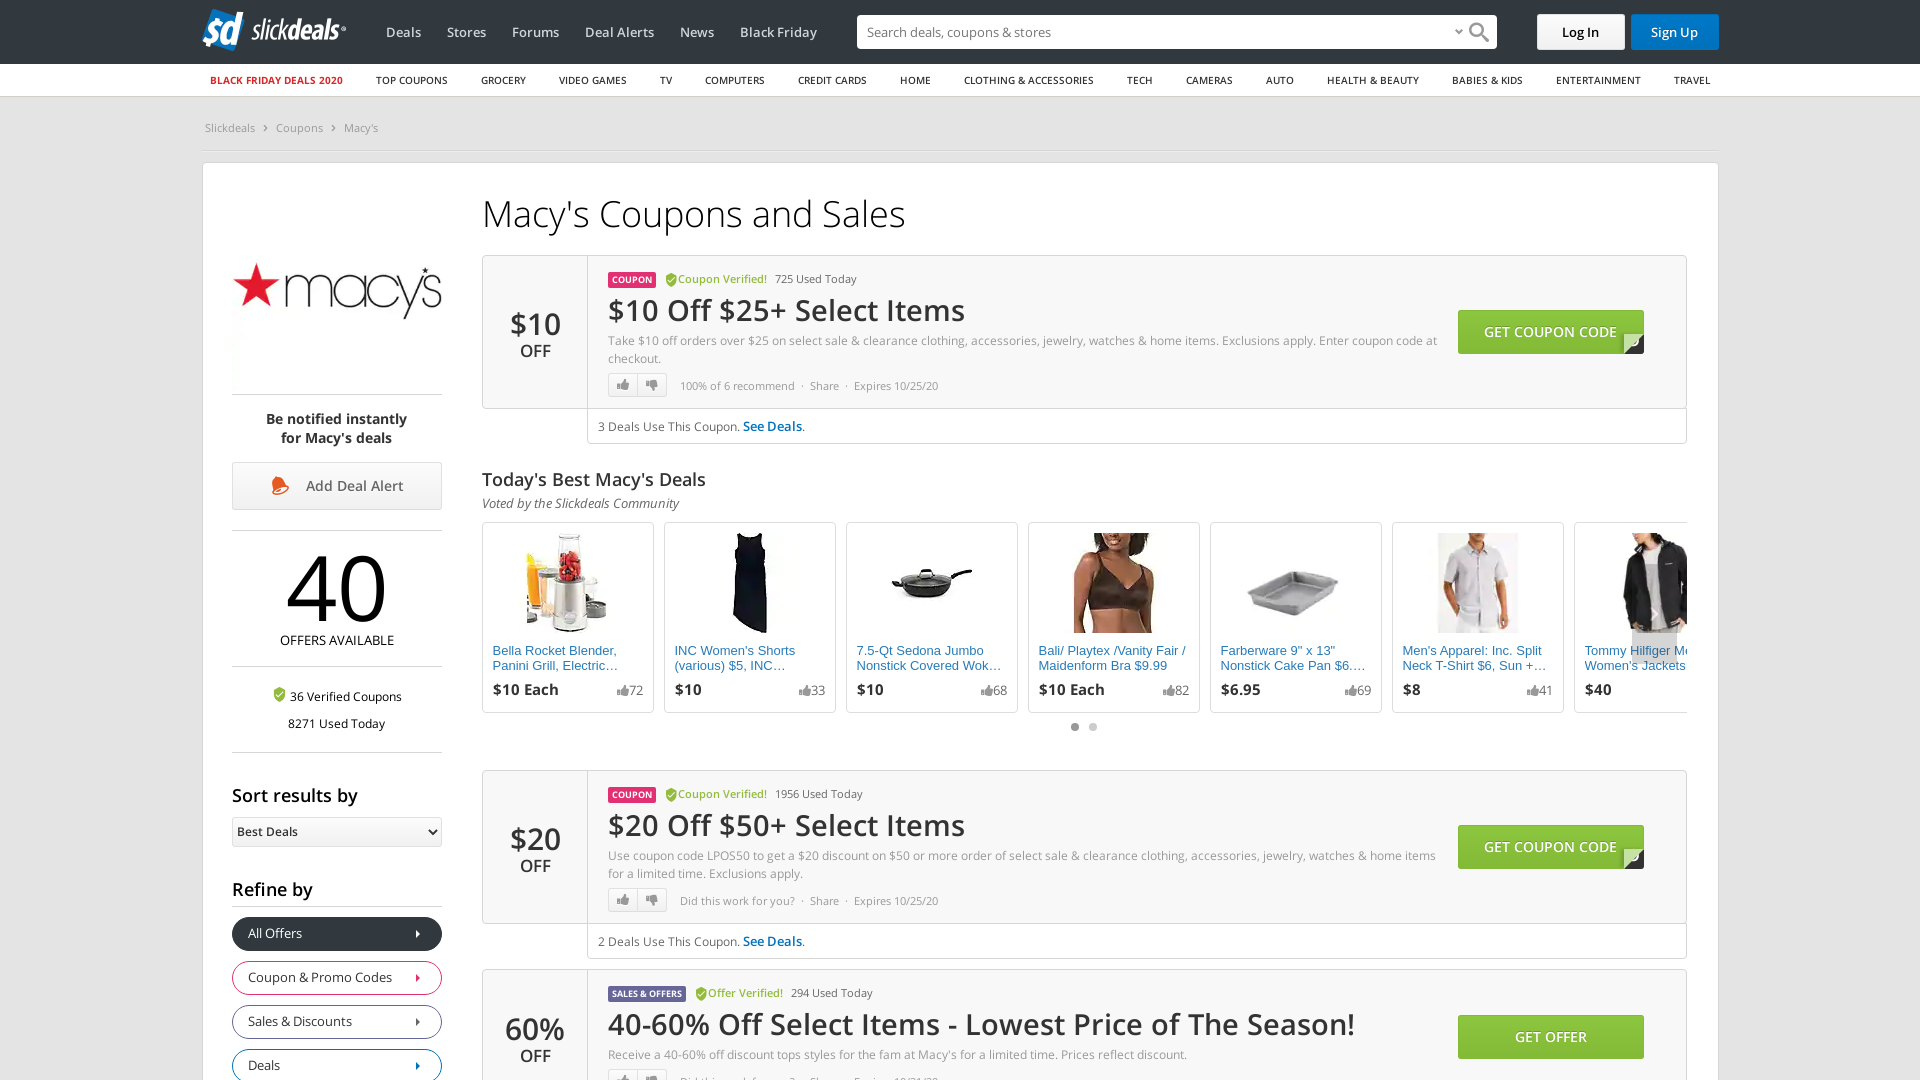 sd slickdeals
Deals
Stores
Forums
Deal Alerts
News
Black Friday
Search deals, coupons & stores
Log In
Sign Up
BLACK FRIDAY DEALS 2020
TOP COUPONS
GROCERY
VIDEO GAMES
TV
COMPUTERS
CREDIT CARDS
HOME
CLOTHING & ACCESSORIES
TECH
CAMERAS
AUTO
HEALTH & BEAUTY
BABIES & KIDS
ENTERTAINMENT
TRAVEL
Slickdeals > Coupons > Macy's
macy's
Be notified instantly
for Macy's deals
Add Deal Alert
40
OFFERS AVAILABLE
36 Verified Coupons
8271 Used Today
Sort results by
Best Deals
Refine by
All Offers
Coupon & Promo Codes
Sales & Discounts
Deals
Macy's Coupons and Sales
$10
OFF
COUPON Coupon Verified! 725 Used Today
$10 Off $25+ Select Items
Take $10 off orders over $25 on select sale & clearance clothing, accessories, jewelry, watches & home items. Exclusions apply. Enter coupon code at
checkout.
100% of 6 recommend · Share · Expires 10/25/20
GET COUPON CODE
3 Deals Use This Coupon. See Deals.
Today's Best Macy's Deals
Voted by the Slickdeals Community
Bella Rocket Blender,
Panini Grill, Electric…
$10 Each 72
INC Women's Shorts
(various) $5, INC…
$10 33
7.5-Qt Sedona Jumbo
Nonstick Covered Wok…
$10 68
Bali/ Playtex /Vanity Fair /
Maidenform Bra $9.99
$10 Each 82
Farberware 9" x 13"
Nonstick Cake Pan $6.…
$6.95 69
Men's Apparel: Inc. Split
Neck T-Shirt $6, Sun +…
$8 41
Tommy Hilfiger Me
Women's Jackets
$40
$20
OFF
COUPON Coupon Verified! 1956 Used Today
$20 Off $50+ Select Items
Use coupon code LPOS50 to get a $20 discount on $50 or more order of select sale & clearance clothing, accessories, jewelry, watches & home items
for a limited time. Exclusions apply.
Did this work for you? · Share · Expires 10/25/20
GET COUPON CODE
2 Deals Use This Coupon. See Deals.
60%
OFF
SALES & OFFERS Offer Verified! 294 Used Today
40-60% Off Select Items - Lowest Price of The Season!
Receive a 40-60% off discount tops styles for the fam at Macy's for a limited time. Prices reflect discount.
GET OFFER